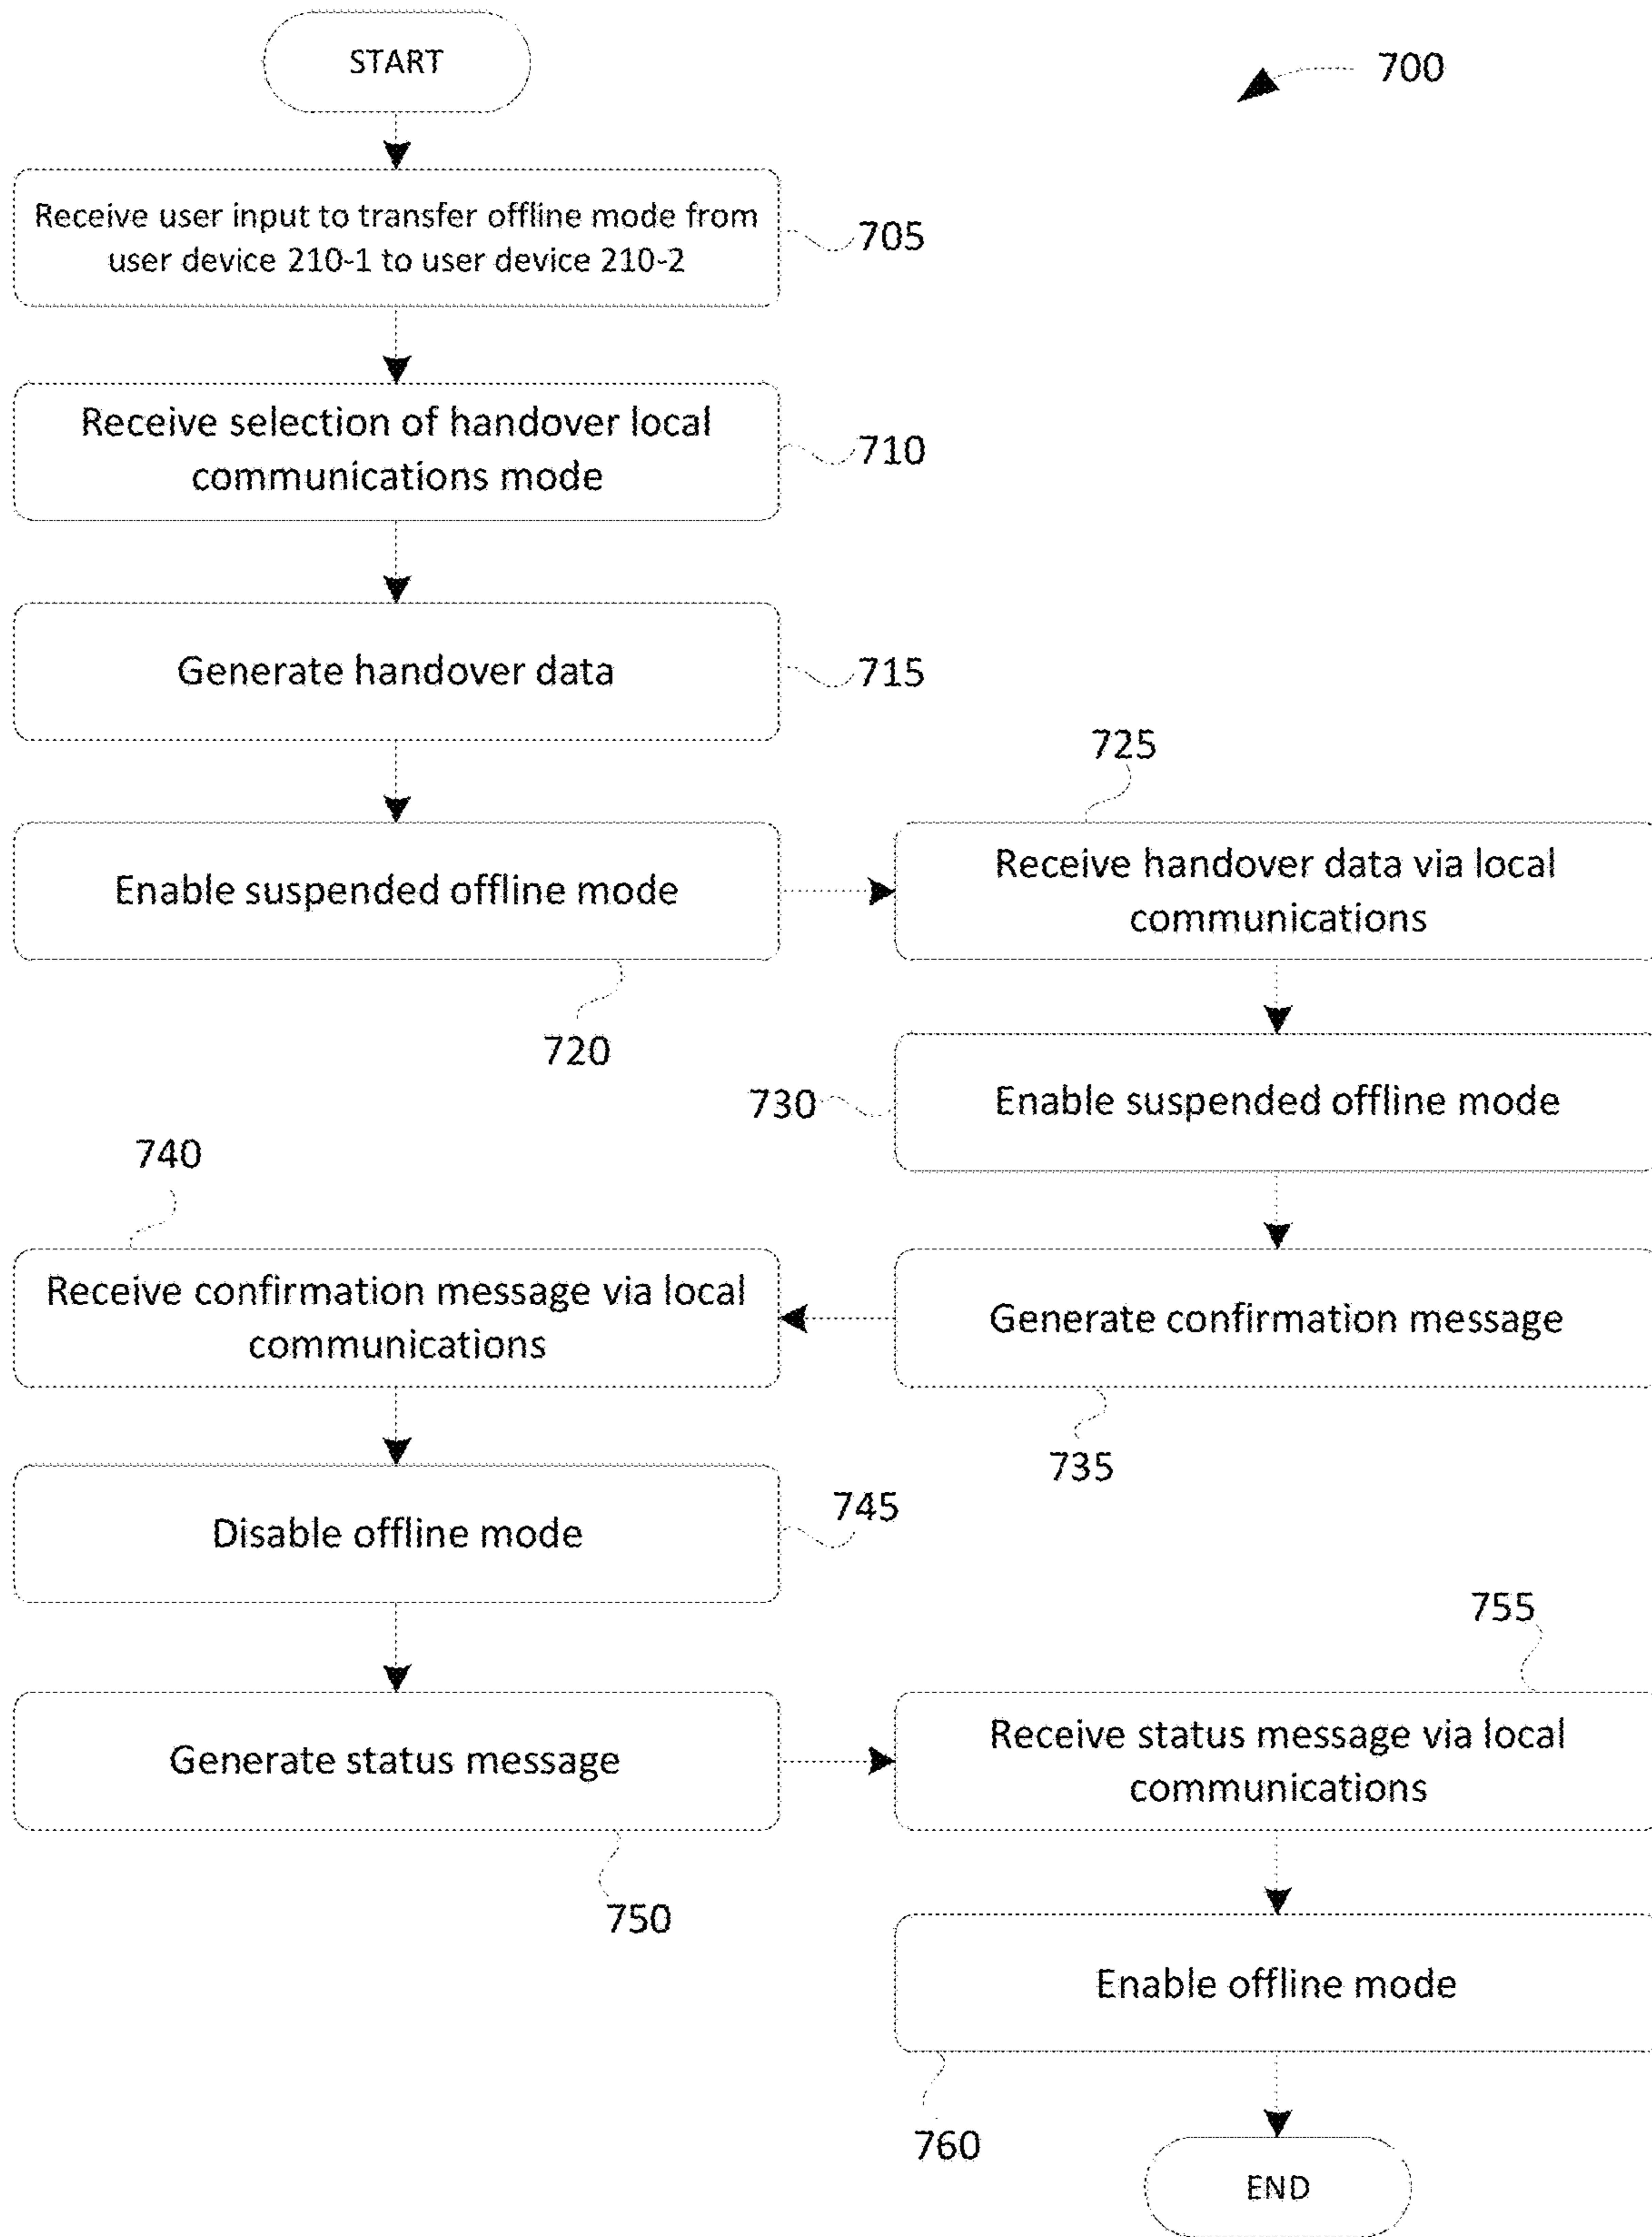 START
700
Receive user input to transfer offline mode from
user device 210-1 to user device 210-2
705
Receive selection of handover local
communications mode
710
Generate handover data
715
Enable suspended offline mode
720
725
Receive handover data via local
communications
730
Enable suspended offline mode
Generate confirmation message
735
740
Receive confirmation message via local
communications
Disable offline mode
745
Generate status message
750
755
Receive status message via local
communications
Enable offline mode
760
END